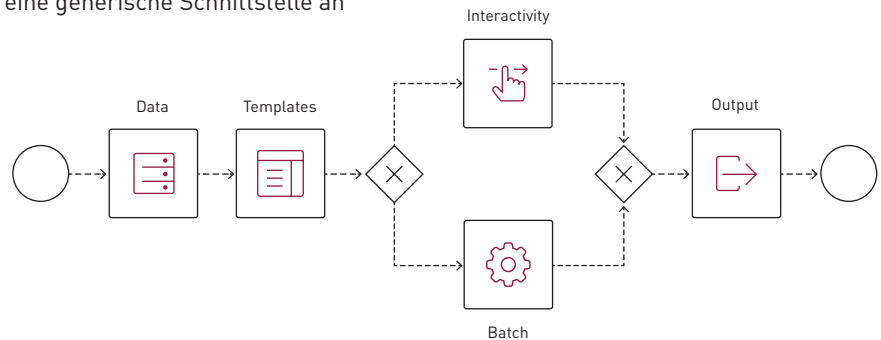 eine generische Schnittstelle an
Interactivity
Data
Templates
Output
Batch